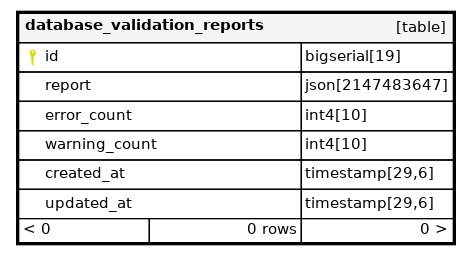 database_validation_reports [table]
id bigserial[19]
report json[2147483647]
error_count int4[10]
warning_count int4[10]
created_at timestamp[29,6]
updated_at timestamp[29,6]
< 0 0 rows 0 >